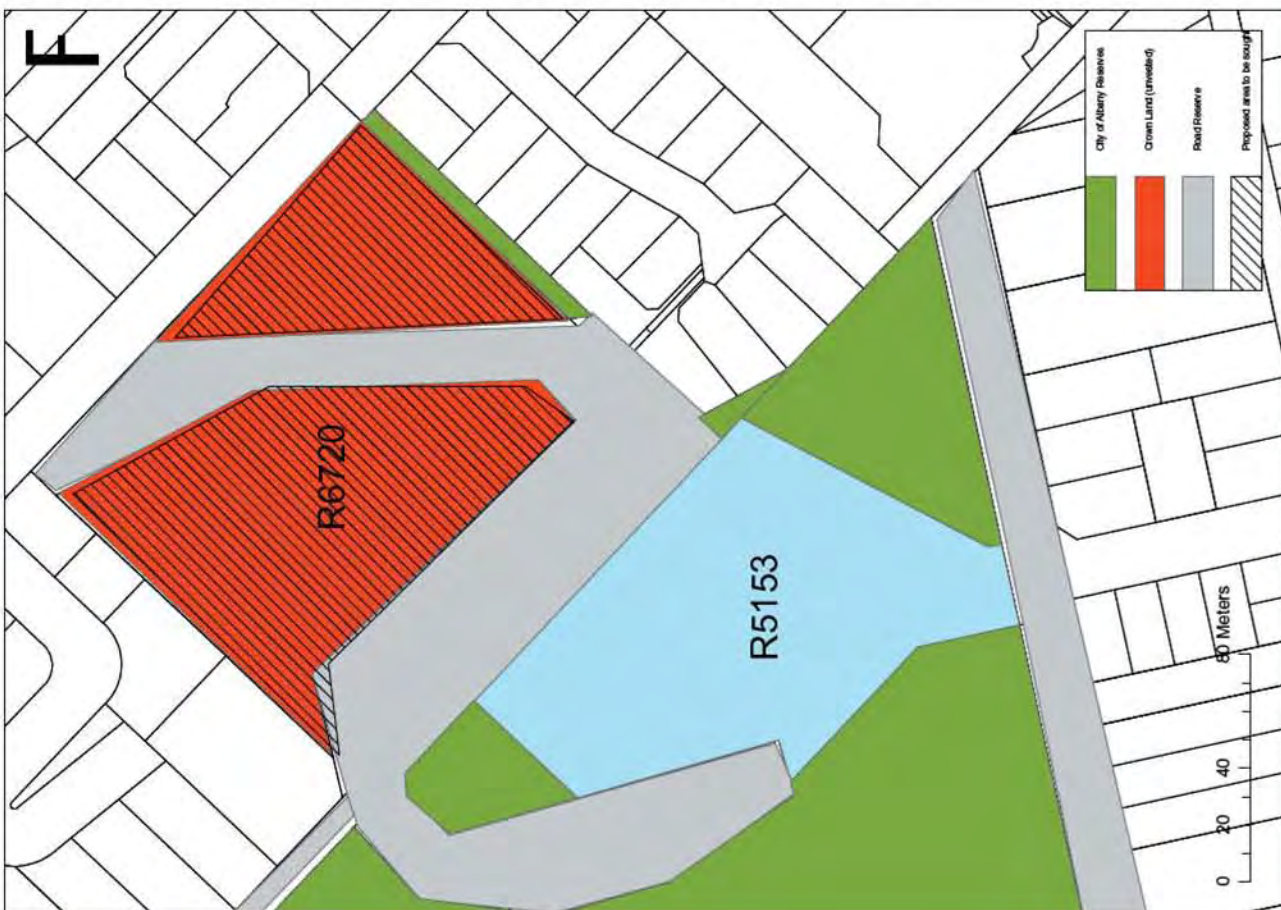 F
City of Albany Reserves
Crown Land (unvested)
Road Reserve
Proposed area to be sought
R6720
R5153
0 20 40 80 Meters